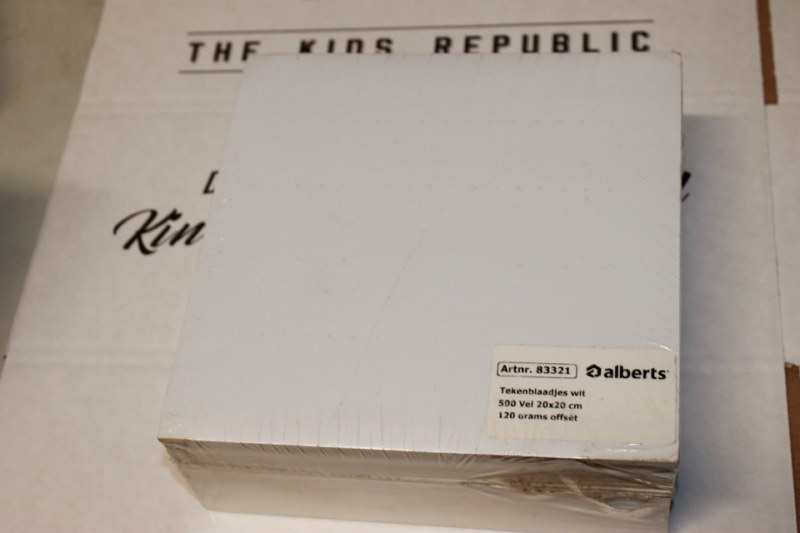 THE KIDS REPUBLIC
Kin
Artnr. 83321 alberts
Tekenblaadjes wit
500 Vel 20x20 cm
120 grams offset